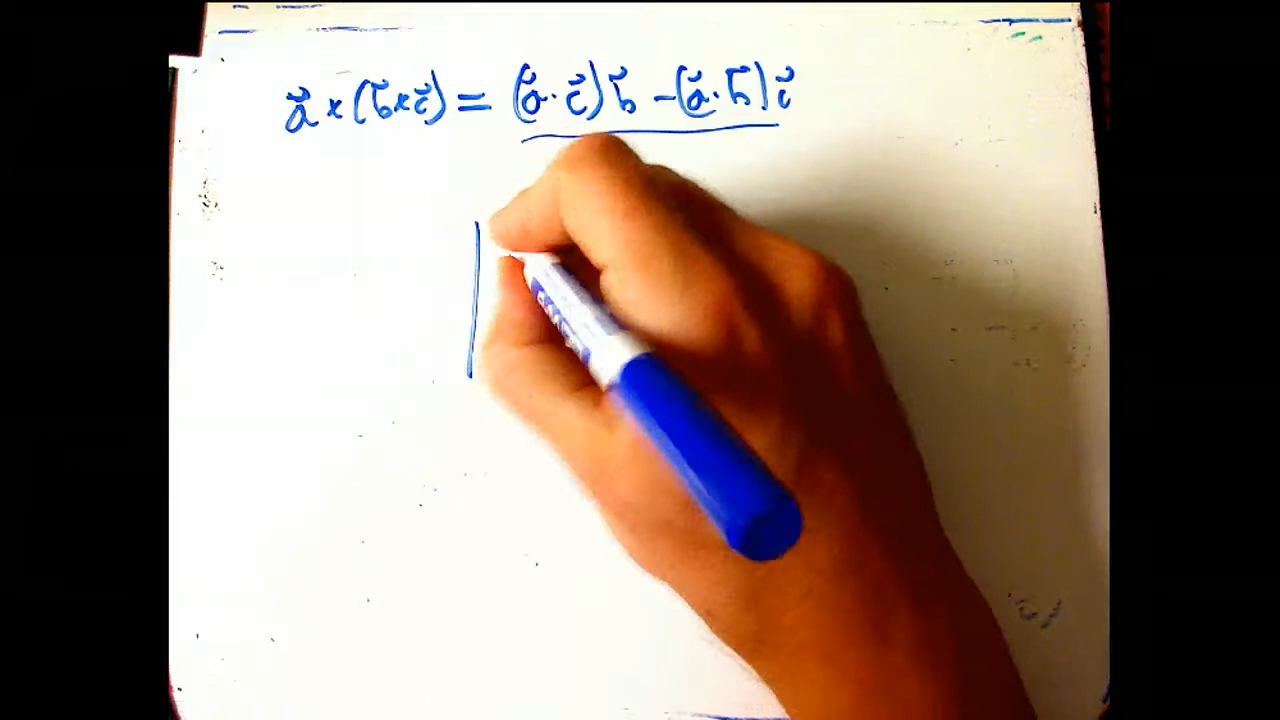 a⃗ × (b⃗ × c⃗) = (a⃗ · c⃗) b⃗ − (a⃗ · b⃗) c⃗